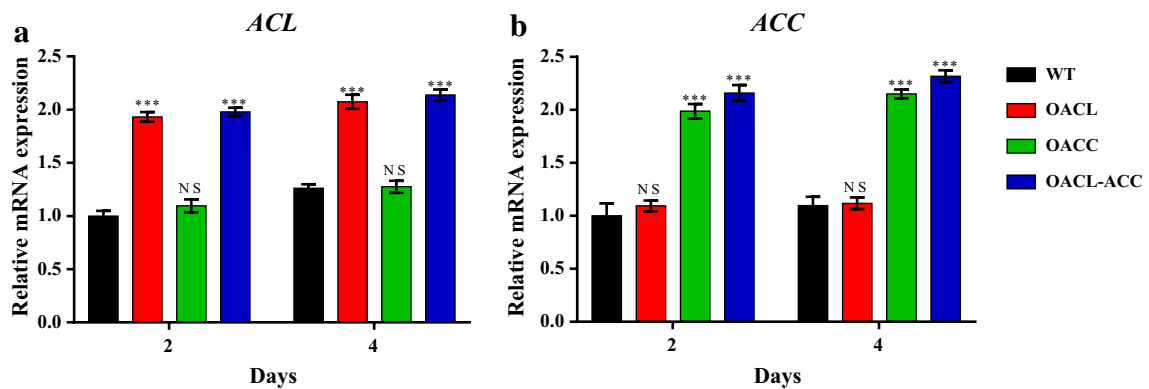 a
ACL
Relative mRNA expression
2.5
2.0
1.5
1.0
0.5
0.0
***
NS
***
***
NS
***
2
4
Days
b
ACC
Relative mRNA expression
2.5
2.0
1.5
1.0
0.5
0.0
NS
***
***
NS
***
***
2
4
Days
WT
OACL
OACC
OACL-ACC